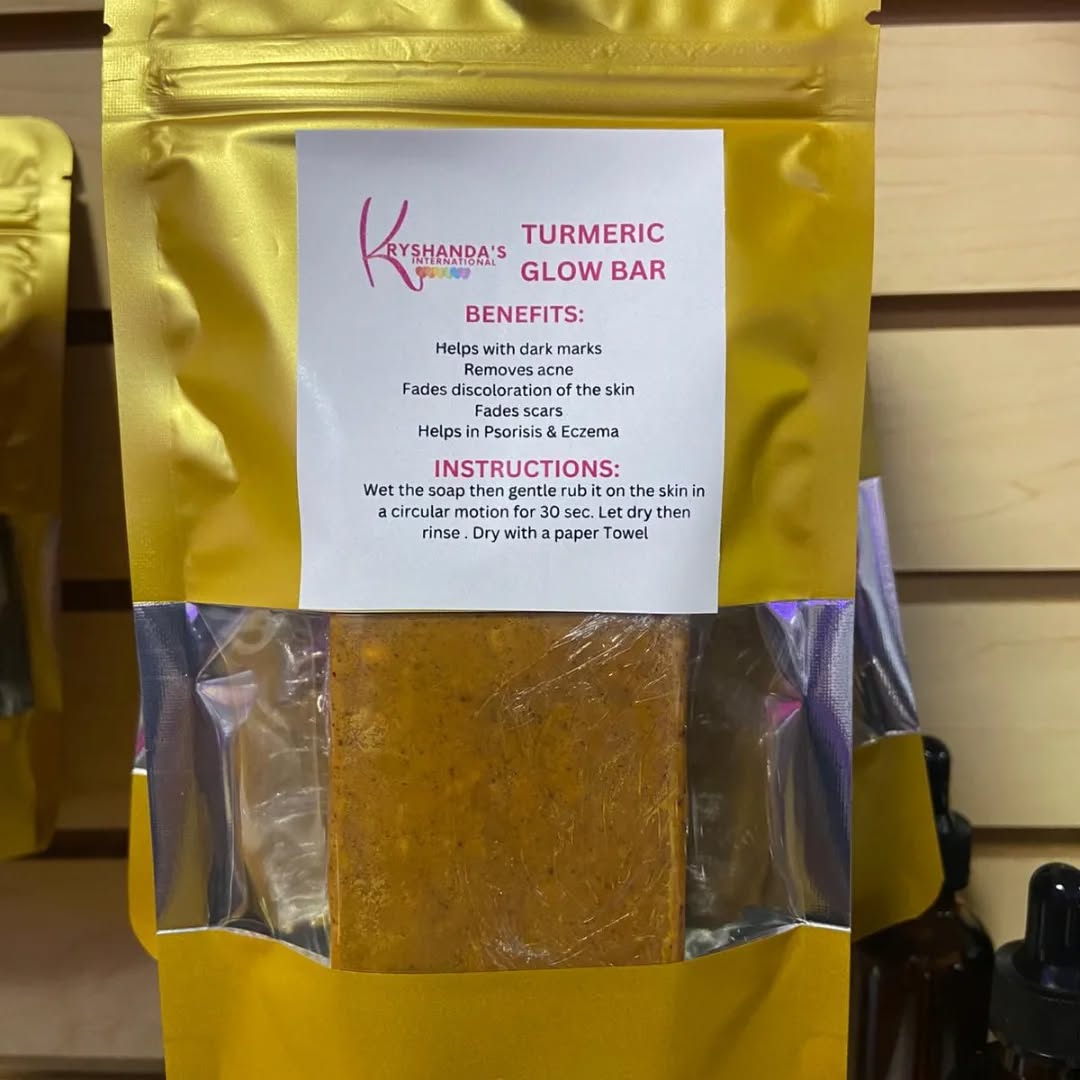 KRYSHANDA'S
INTERNATIONAL
TURMERIC
GLOW BAR
BENEFITS:
Helps with dark marks
Removes acne
Fades discoloration of the skin
Fades scars
Helps in Psorisis & Eczema
INSTRUCTIONS:
Wet the soap then gentle rub it on the skin in
a circular motion for 30 sec. Let dry then
rinse . Dry with a paper Towel